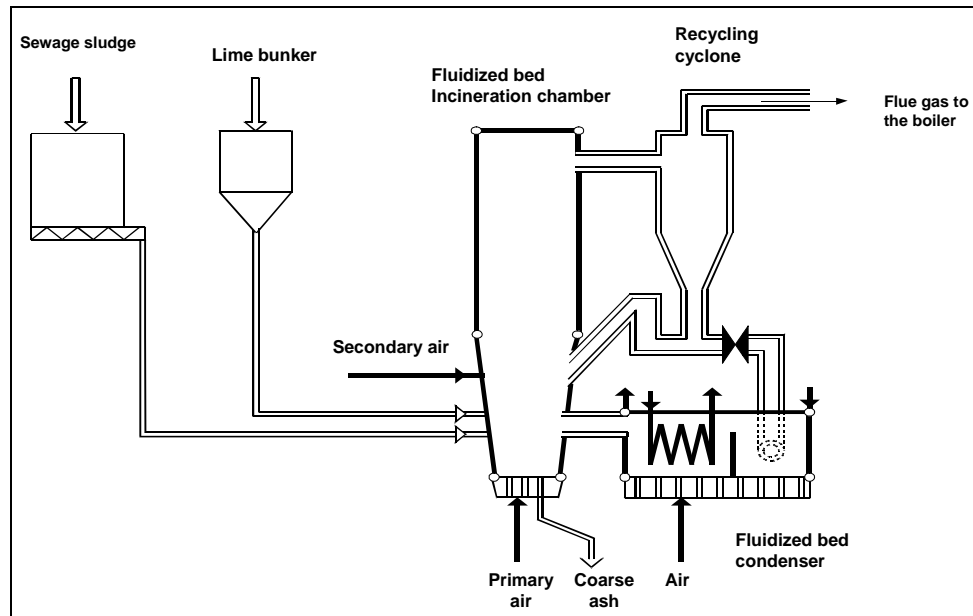 Sewage sludge
Lime bunker
Recycling
cyclone
Fluidized bed
Incineration chamber
Flue gas to
the boiler
Secondary air
Primary
air
Coarse
ash
Air
Fluidized bed
condenser